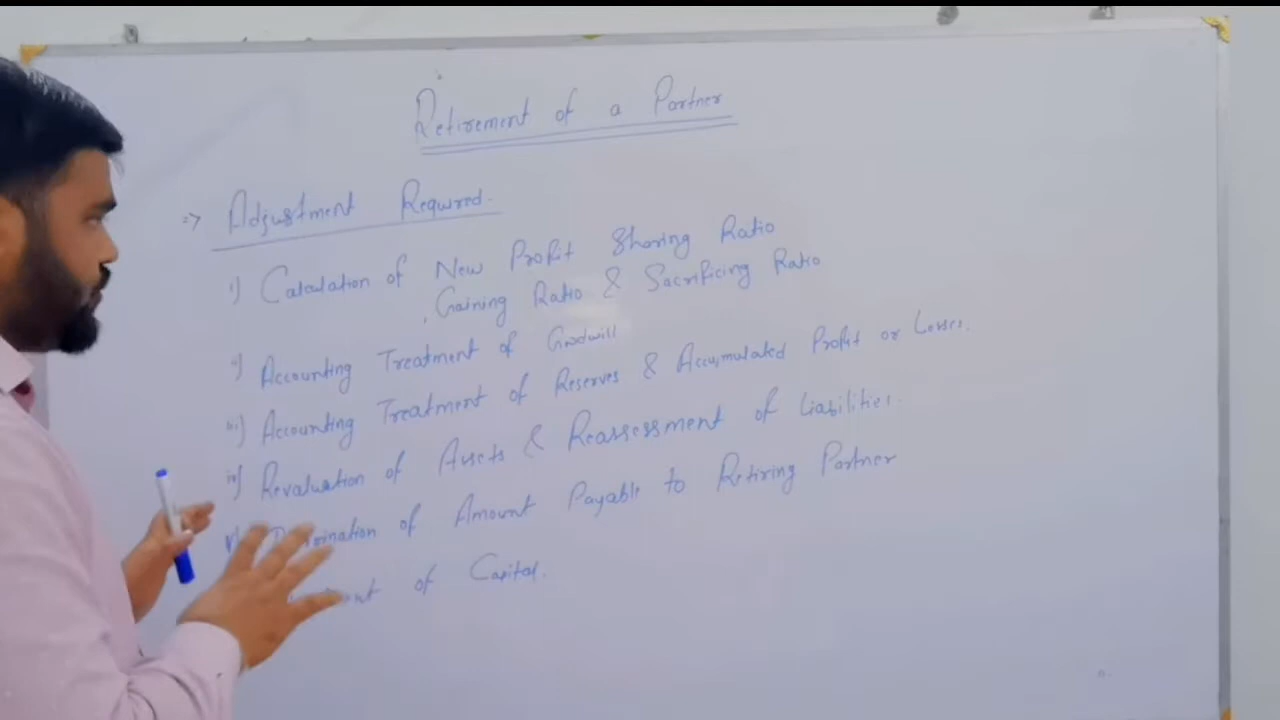 Retirement of a Partner
=> Adjustment Required.
i) Calculation of New Profit Sharing Ratio
, Gaining Ratio & Sacrificing Ratio
ii) Accounting Treatment of Goodwill
iii) Accounting Treatment of Reserves & Accumulated Profit or Losses.
iv) Revaluation of Assets & Reassessment of Liabilities.
of Amount Payable to Retiring Partner
of Capital.